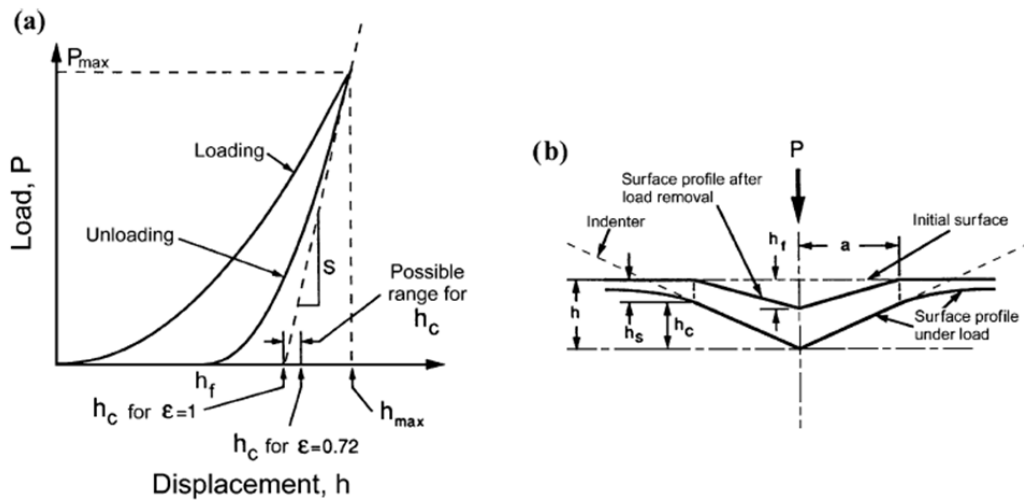 (a)
Pmax
Loading
Unloading
Load, P
S
Possible
range for
hc
hf
hc for ε=1
hmax
hc for ε=0.72
Displacement, h
(b)
P
Surface profile after
load removal
Indenter
Initial surface
hf
a
h
hs
hc
Surface profile
under load